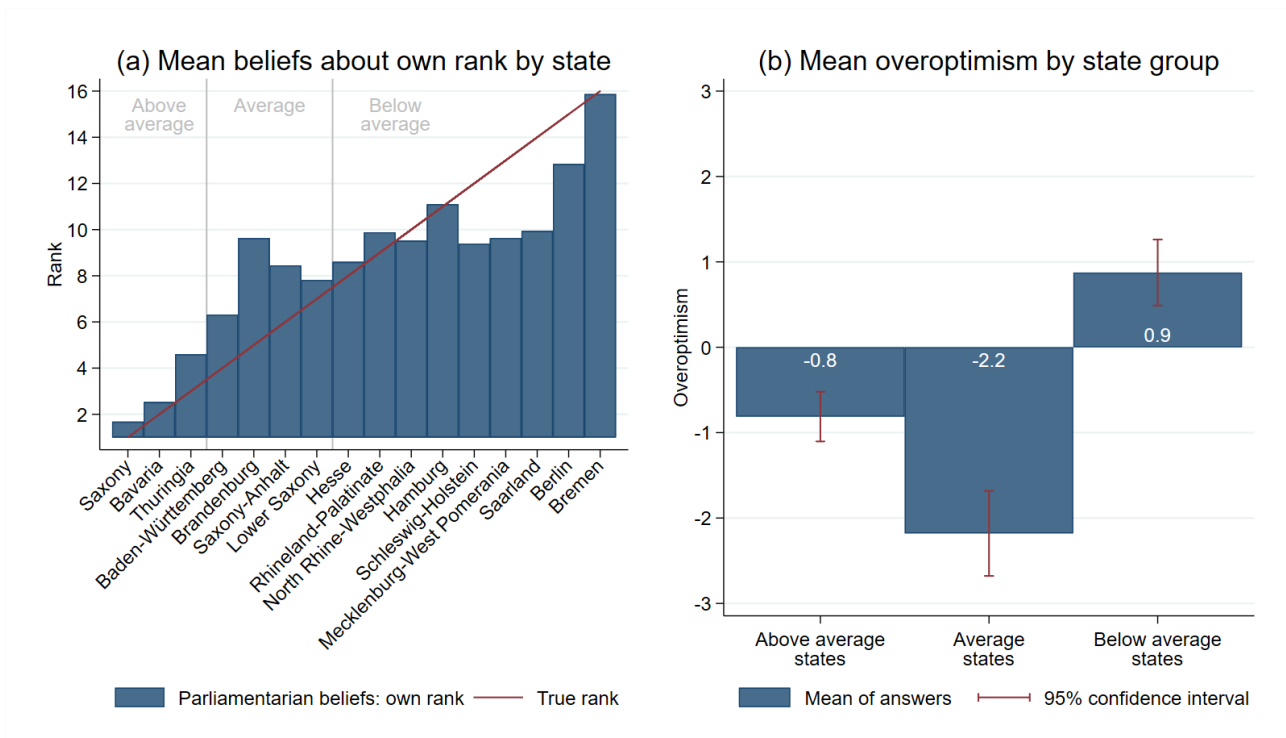 (a) Mean beliefs about own rank by state
Above
average
Average
Below
average
16
14
12
10
8
6
4
2
Rank
Saxony
Bavaria
Thuringia
Baden-Württemberg
Brandenburg
Saxony-Anhalt
Lower Saxony
Hesse
Rhineland-Palatinate
North Rhine-Westphalia
Hamburg
Schleswig-Holstein
Mecklenburg-West Pomerania
Saarland
Berlin
Bremen
Parliamentarian beliefs: own rank
True rank
(b) Mean overoptimism by state group
3
2
1
0
-1
-2
-3
Overoptimism
-0.8
-2.2
0.9
Above average
states
Average
states
Below average
states
Mean of answers
95% confidence interval